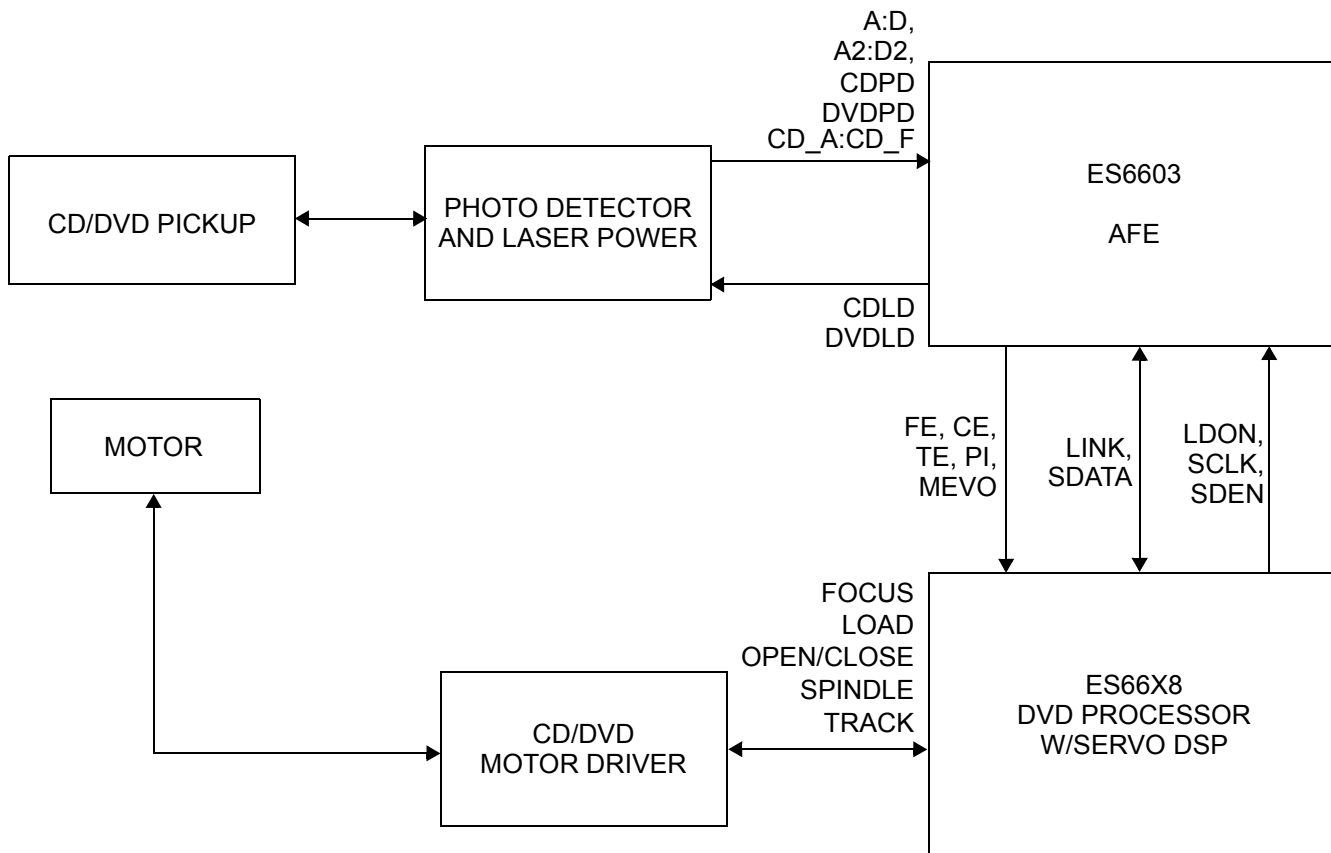 A:D,
A2:D2,
CDPD
DVDPD
CD_A:CD_F
CD/DVD PICKUP
PHOTO DETECTOR
AND LASER POWER
ES6603
AFE
CDLD
DVDLD
MOTOR
FE, CE,
TE, PI,
MEVO
LINK,
SDATA
LDON,
SCLK,
SDEN
FOCUS
LOAD
OPEN/CLOSE
SPINDLE
TRACK
CD/DVD
MOTOR DRIVER
ES66X8
DVD PROCESSOR
W/SERVO DSP